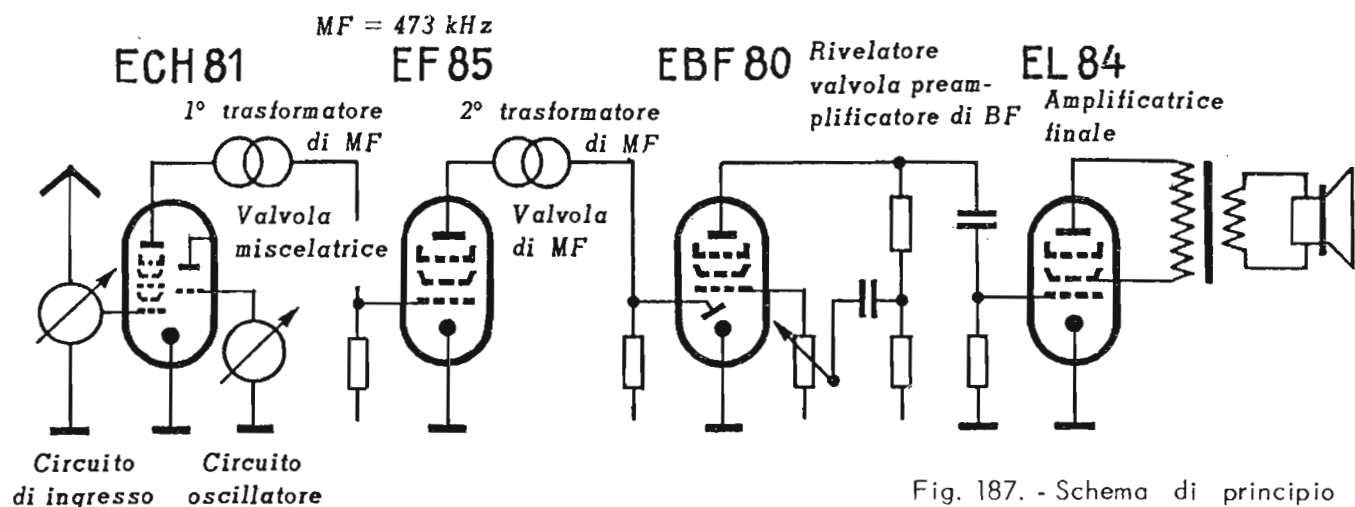 MF = 473 kHz
ECH 81
EF 85
EBF 80
Rivelatore
valvola pream-
plificatore di BF
EL 84
Amplificatrice
finale
1° trasformatore
di MF
2° trasformatore
di MF
Valvola
miscelatrice
Valvola
di MF
Circuito
di ingresso
Circuito
oscillatore
Fig. 187. - Schema di principio